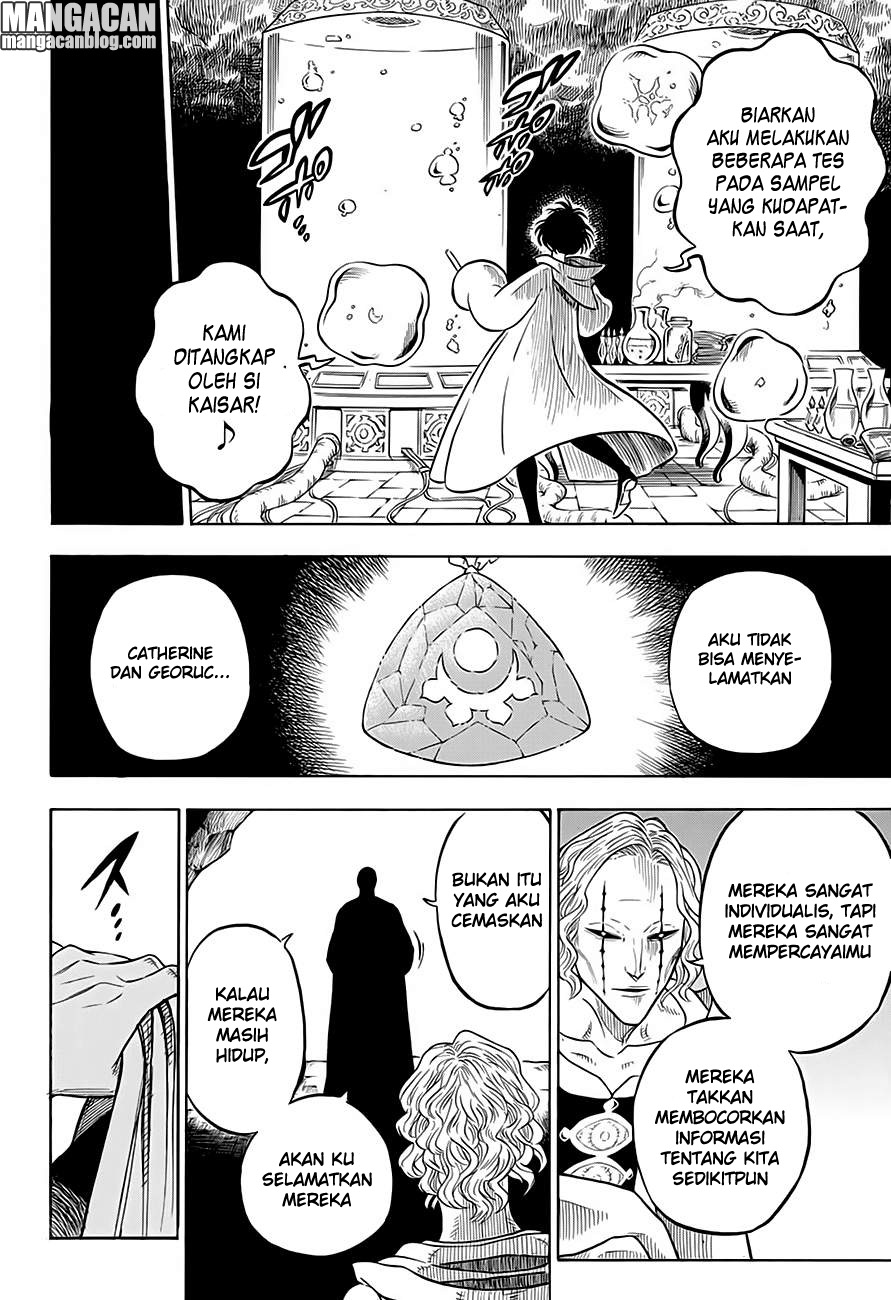 MANGACAN
mangacanblog.com
BIARKAN
AKU MELAKUKAN
BEBERAPA TES
PADA SAMPEL
YANG KUDAPAT-
KAN SAAT,
KAMI
DITANGKAP
OLEH SI
KAISAR!
♪
AKU TIDAK
BISA MENYE-
LAMATKAN
CATHERINE
DAN GEORUC...
MEREKA SANGAT
INDIVIDUALIS, TAPI
MEREKA SANGAT
MEMPERCAYAIMU
MEREKA
TAKKAN
MEMBOCORKAN
INFORMASI
TENTANG KITA
SEDIKITPUN
BUKAN ITU
YANG AKU
CEMASKAN
KALAU
MEREKA
MASIH
HIDUP,
AKAN KU
SELAMATKAN
MEREKA